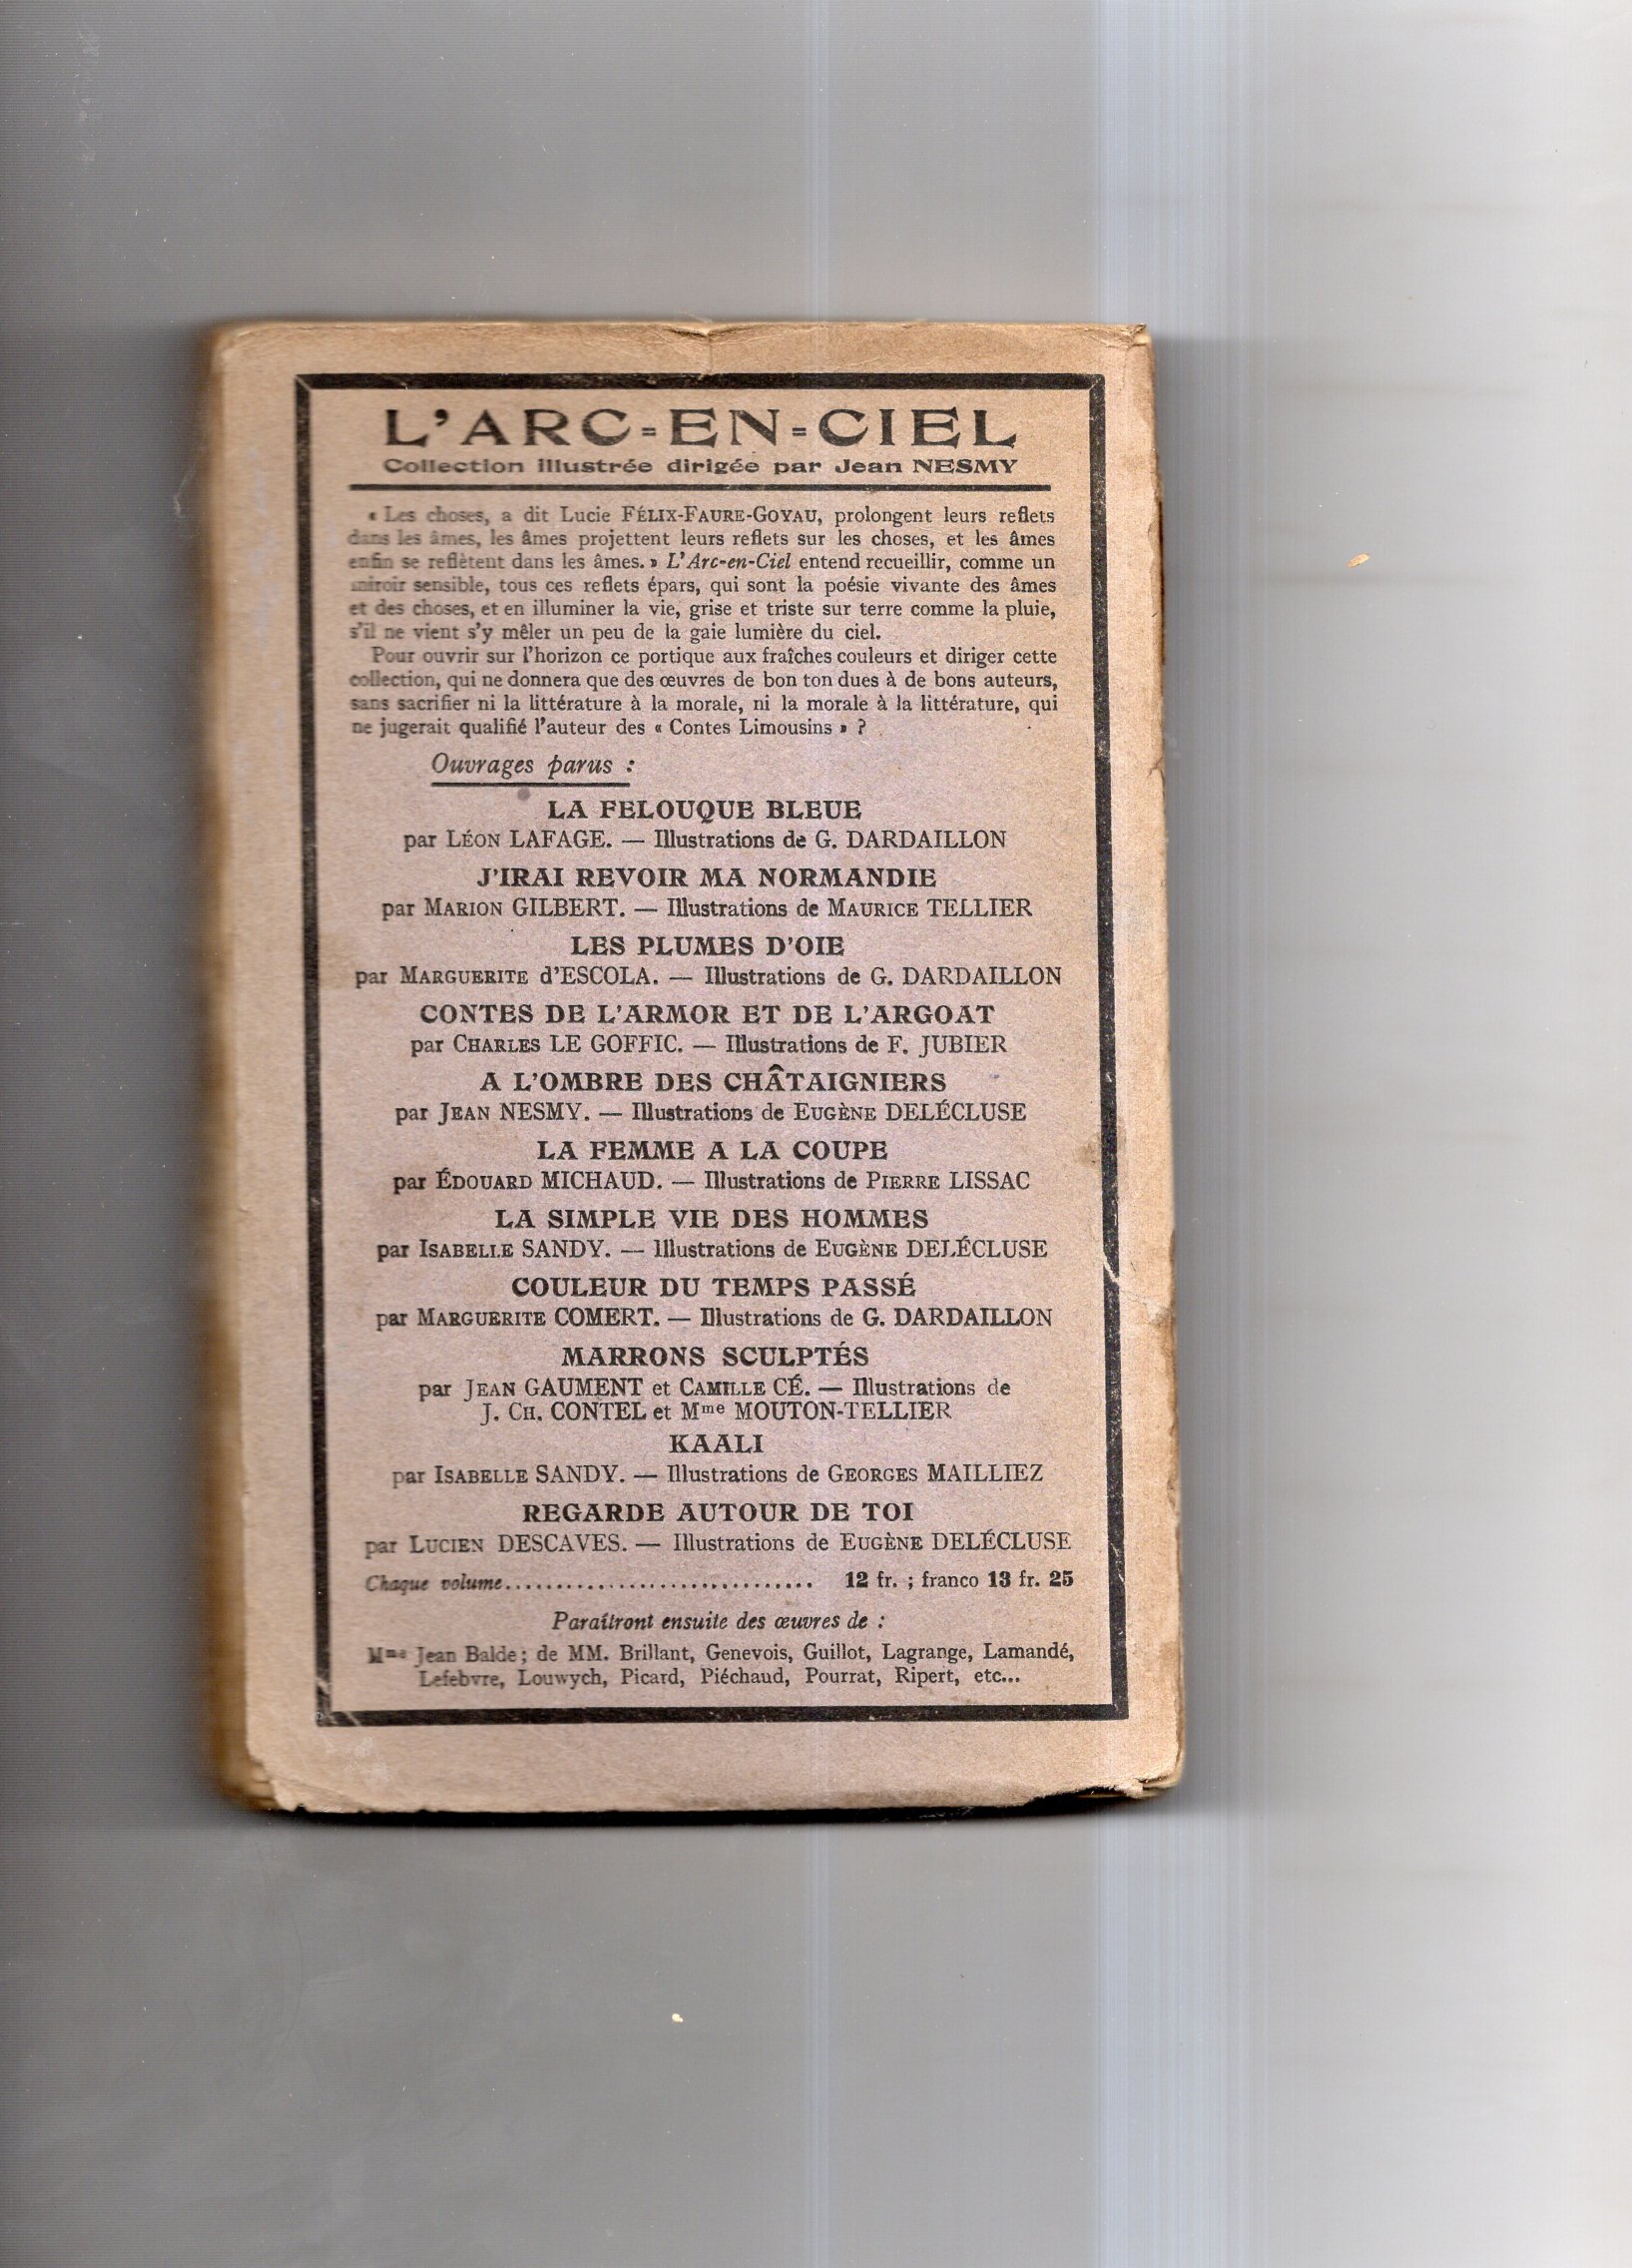 L'ARC-EN-CIEL
Collection illustrée dirigée par Jean NESMY
« Les choses, a dit Lucie FÉLIX-FAURE-GOYAU, prolongent leurs reflets
dans les âmes, les âmes projettent leurs reflets sur les choses, et les âmes
enfin se reflètent dans les âmes. » L'Arc-en-Ciel entend recueillir, comme un
miroir sensible, tous ces reflets épars, qui sont la poésie vivante des âmes
et des choses, et en illuminer la vie, grise et triste sur terre comme la pluie,
s'il ne vient s'y mêler un peu de la gaie lumière du ciel.
Pour ouvrir sur l'horizon ce portique aux fraîches couleurs et diriger cette
collection, qui ne donnera que des œuvres de bon ton dues à de bons auteurs,
sans sacrifier ni la littérature à la morale, ni la morale à la littérature, qui
ne jugerait qualifié l'auteur des « Contes Limousins » ?
Ouvrages parus :
LA FELOUQUE BLEUE
par LÉON LAFAGE. — Illustrations de G. DARDAILLON
J'IRAI REVOIR MA NORMANDIE
par MARION GILBERT. — Illustrations de MAURICE TELLIER
LES PLUMES D'OIE
par MARGUERITE d'ESCOLA. — Illustrations de G. DARDAILLON
CONTES DE L'ARMOR ET DE L'ARGOAT
par CHARLES LE GOFFIC. — Illustrations de F. JUBIER
A L'OMBRE DES CHÂTAIGNIERS
par JEAN NESMY. — Illustrations de EUGÈNE DELÉCLUSE
LA FEMME A LA COUPE
par ÉDOUARD MICHAUD. — Illustrations de PIERRE LISSAC
LA SIMPLE VIE DES HOMMES
par ISABELLE SANDY. — Illustrations de EUGÈNE DELÉCLUSE
COULEUR DU TEMPS PASSÉ
par MARGUERITE COMERT. — Illustrations de G. DARDAILLON
MARRONS SCULPTÉS
par JEAN GAUMENT et CAMILLE CÉ. — Illustrations de
J. CH. CONTEL et Mme MOUTON-TELLIER
KAALI
par ISABELLE SANDY. — Illustrations de GEORGES MAILLIEZ
REGARDE AUTOUR DE TOI
par LUCIEN DESCAVES. — Illustrations de EUGÈNE DELÉCLUSE
Chaque volume.............................. 12 fr. ; franco 13 fr. 25
Paraîtront ensuite des œuvres de :
Mme Jean Balde ; de MM. Brillant, Genevois, Guillot, Lagrange, Lamandé,
Lefebvre, Louwych, Picard, Piéchaud, Pourrat, Ripert, etc...